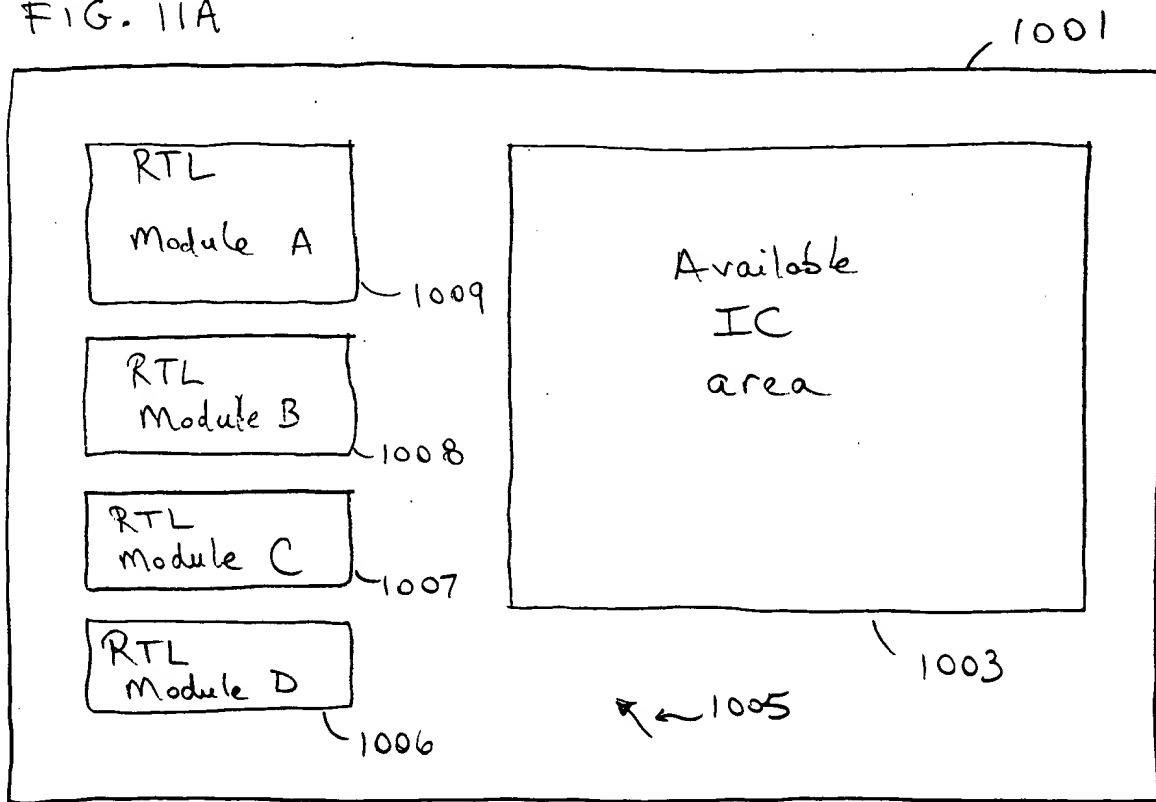 FIG. 11A
1001
RTL
Module A
1009
RTL
Module B
1008
RTL
Module C
1007
RTL
Module D
1006
Available
IC
area
1003
1005